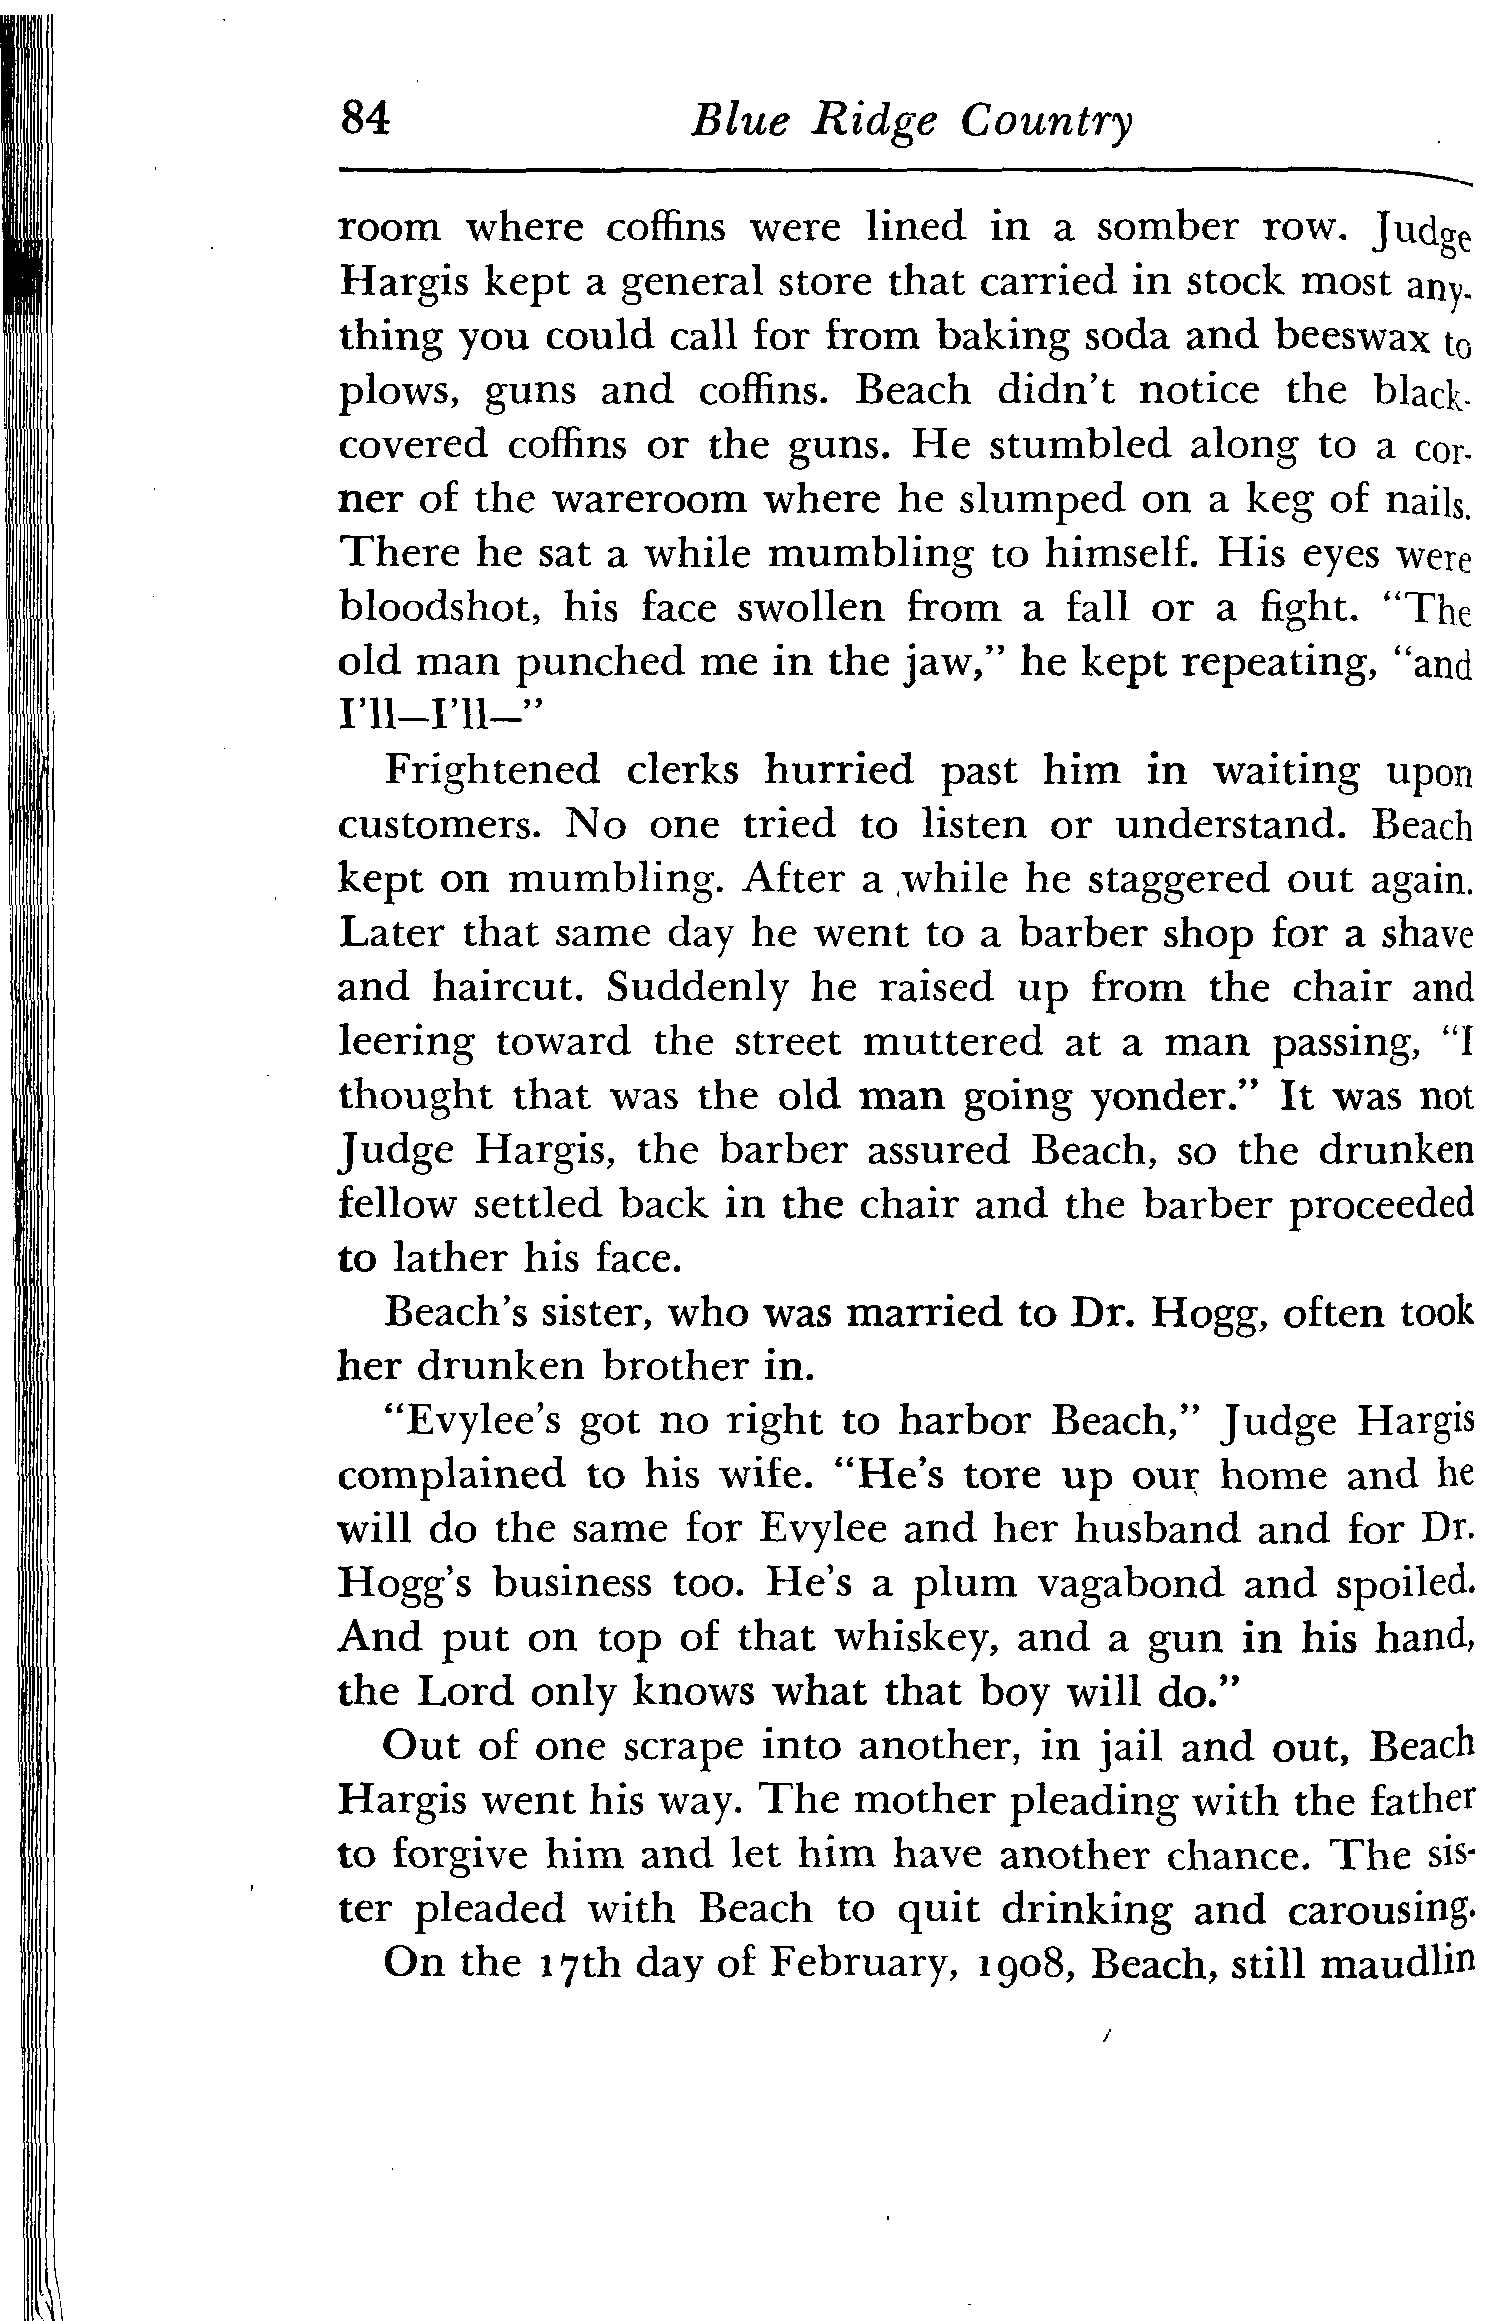 84 Blue Ridge Country
room where coffins were lined in a somber row. Judge
Hargis kept a general store that carried in stock most any-
thing you could call for from baking soda and beeswax to
plows, guns and coffins. Beach didn't notice the black-
covered coffins or the guns. He stumbled along to a cor-
ner of the wareroom where he slumped on a keg of nails.
There he sat a while mumbling to himself. His eyes were
bloodshot, his face swollen from a fall or a fight. “The
old man punched me in the jaw,” he kept repeating, “and
I'll—I'll—”
Frightened clerks hurried past him in waiting upon
customers. No one tried to listen or understand. Beach
kept on mumbling. After a while he staggered out again.
Later that same day he went to a barber shop for a shave
and haircut. Suddenly he raised up from the chair and
leering toward the street muttered at a man passing, “I
thought that was the old man going yonder.” It was not
Judge Hargis, the barber assured Beach, so the drunken
fellow settled back in the chair and the barber proceeded
to lather his face.
Beach's sister, who was married to Dr. Hogg, often took
her drunken brother in.
“Evylee's got no right to harbor Beach,” Judge Hargis
complained to his wife. “He's tore up our home and he
will do the same for Evylee and her husband and for Dr.
Hogg's business too. He's a plum vagabond and spoiled.
And put on top of that whiskey, and a gun in his hand,
the Lord only knows what that boy will do.”
Out of one scrape into another, in jail and out, Beach
Hargis went his way. The mother pleading with the father
to forgive him and let him have another chance. The sis-
ter pleaded with Beach to quit drinking and carousing.
On the 17th day of February, 1908, Beach, still maudlin